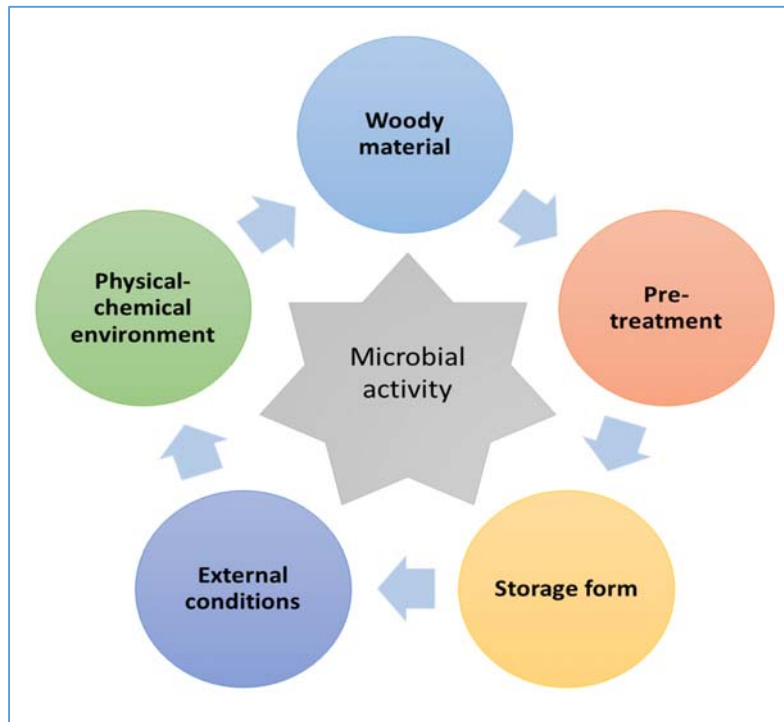 Woody
material
Physical-
chemical
environment
Pre-
treatment
Microbial
activity
External
conditions
Storage form